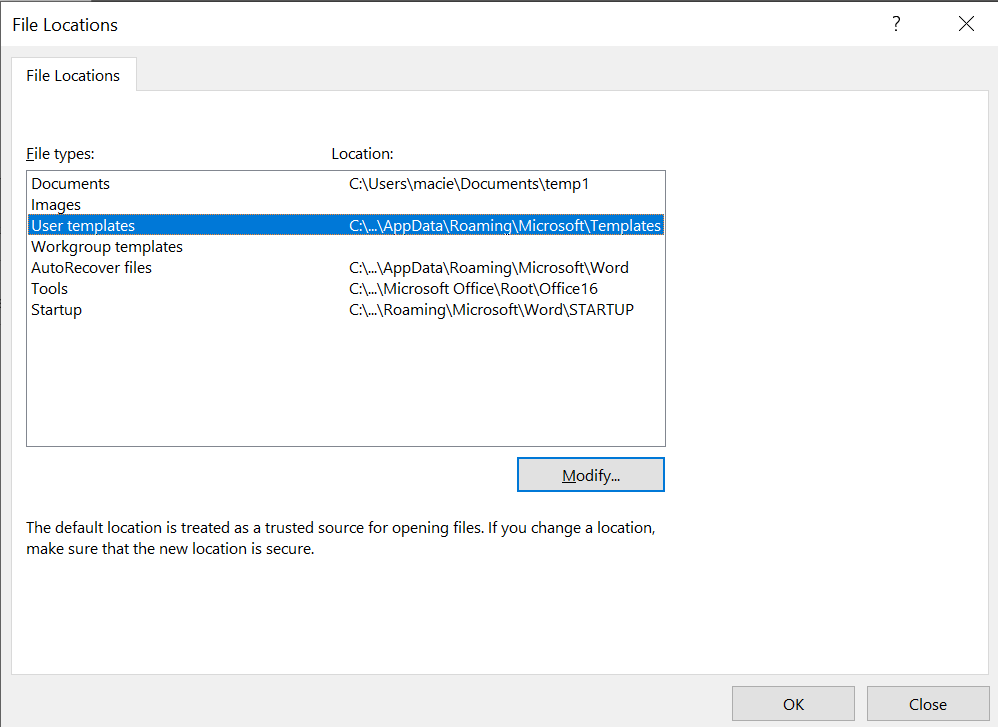 File Locations
?
File Locations
File types: Location:
Documents C:\Users\macie\Documents\temp1
Images
User templates C:\...\AppData\Roaming\Microsoft\Templates
Workgroup templates
AutoRecover files C:\...\AppData\Roaming\Microsoft\Word
Tools C:\...\Microsoft Office\Root\Office16
Startup C:\...\Roaming\Microsoft\Word\STARTUP
Modify...
The default location is treated as a trusted source for opening files. If you change a location,
make sure that the new location is secure.
OK Close